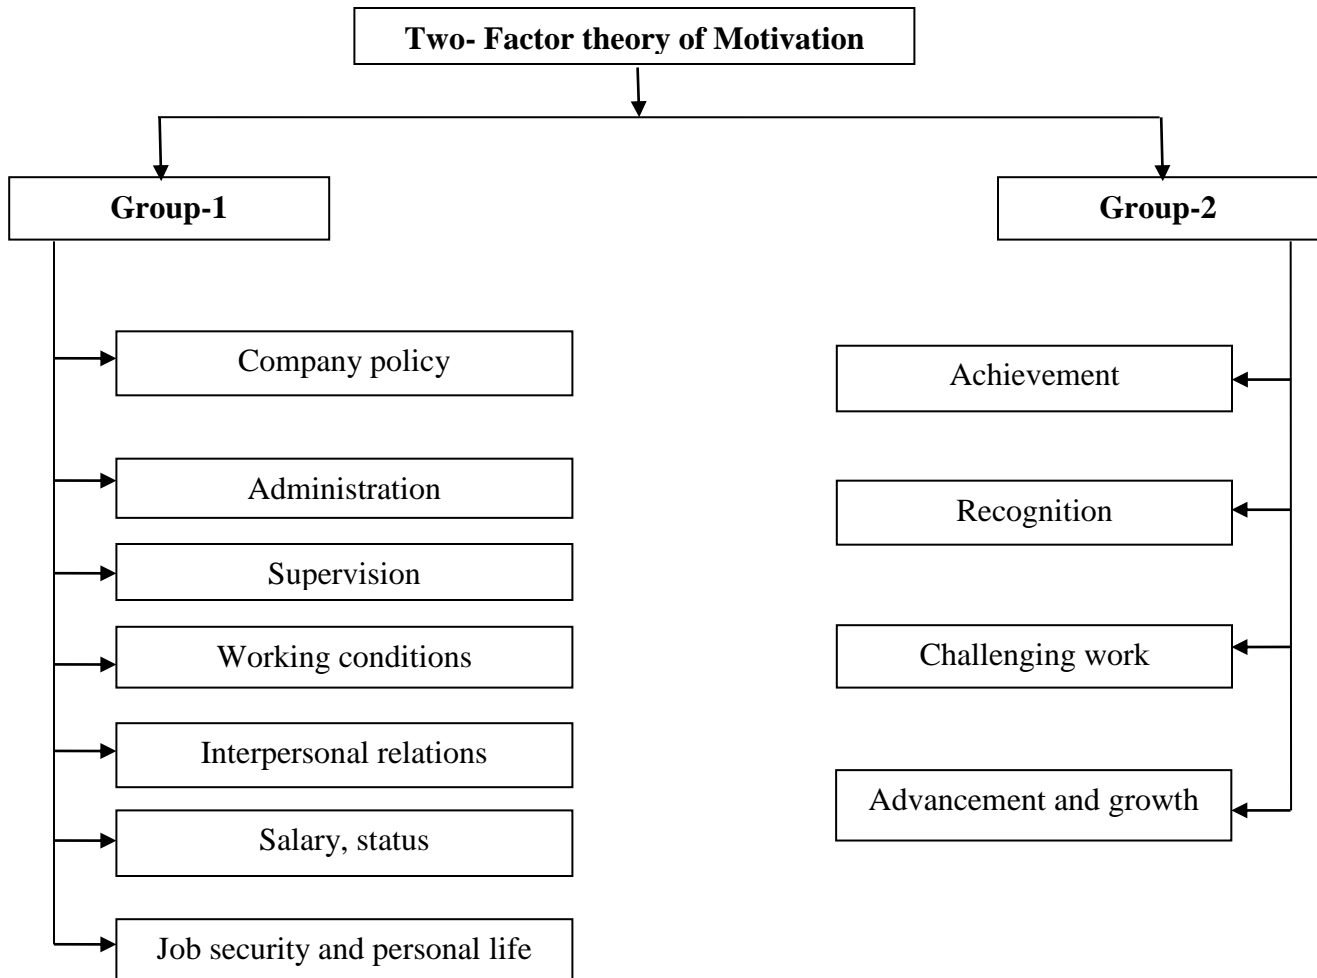 Two- Factor theory of Motivation
Group-1
Group-2
Company policy
Administration
Supervision
Working conditions
Interpersonal relations
Salary, status
Job security and personal life
Achievement
Recognition
Challenging work
Advancement and growth